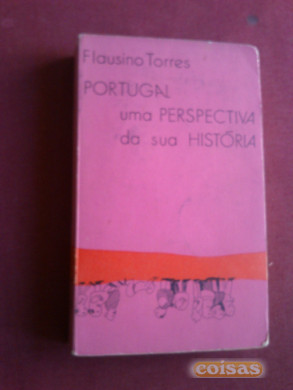 Flausino Torres
PORTUGAL
uma PERSPECTIVA
da sua HISTÓRIA
coisas